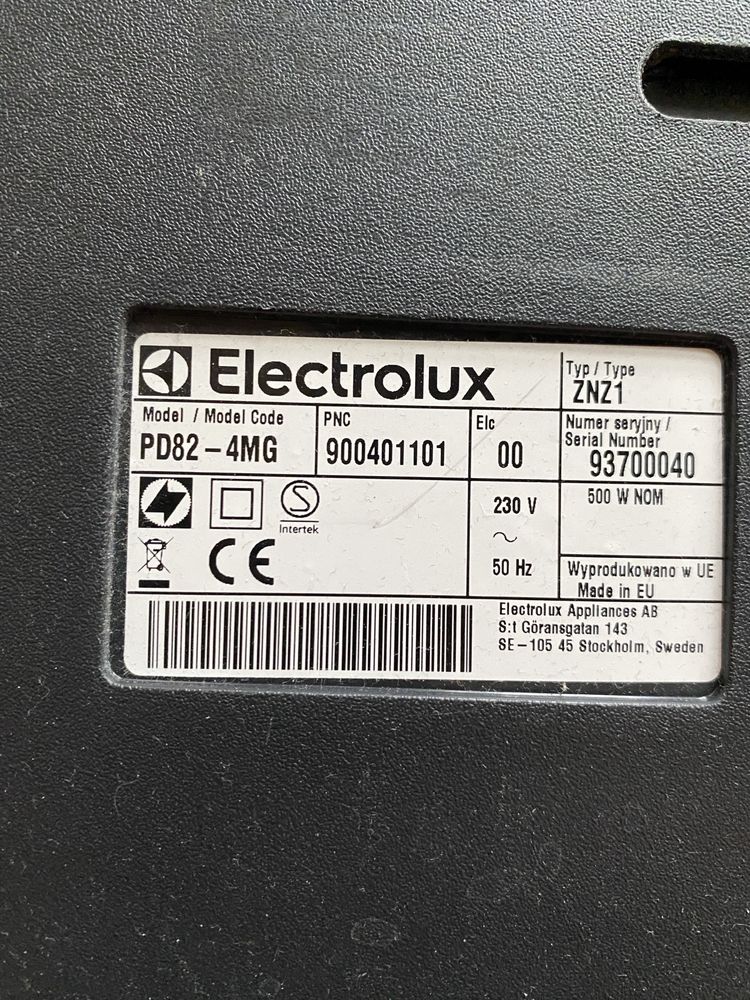 Electrolux
Typ / Type
ZNZ1
Model / Model Code
PD82-4MG
PNC
900401101
Elc
00
Numer seryjny /
Serial Number
93700040
S
Intertek
CE
230 V
~
50 Hz
500 W NOM
Wyprodukowano w UE
Made in EU
Electrolux Appliances AB
S:t Göransgatan 143
SE-105 45 Stockholm, Sweden